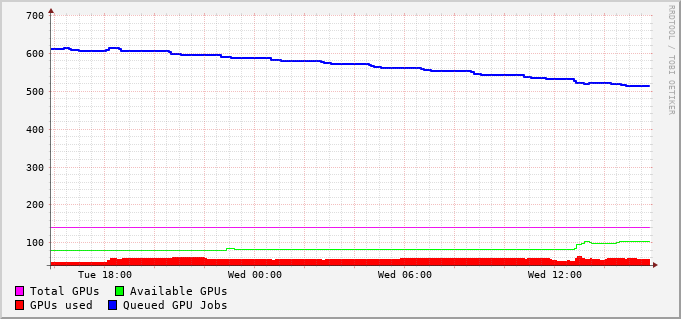 700
600
500
400
300
200
100
Tue 18:00 Wed 00:00 Wed 06:00 Wed 12:00
Total GPUs Available GPUs
GPUs used Queued GPU Jobs
RRDTOOL / TOBI OETIKER